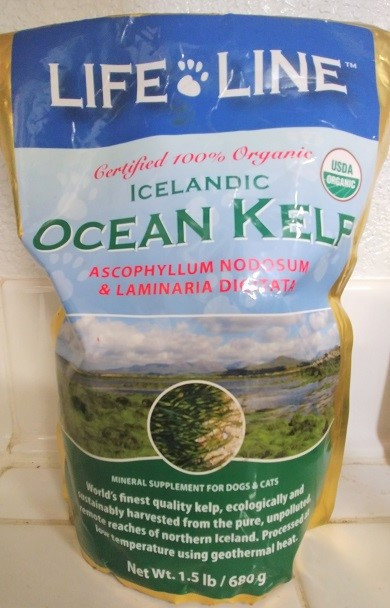 LIFE LINE™
Certified 100% Organic
USDA
ORGANIC
ICELANDIC
OCEAN KELP
ASCOPHYLLUM NODOSUM
& LAMINARIA DIGITATA
MINERAL SUPPLEMENT FOR DOGS & CATS
World's finest quality kelp, ecologically and
sustainably harvested from the pure, unpolluted,
remote reaches of northern Iceland. Processed at
low temperature using geothermal heat.
Net Wt. 1.5 lb / 680 g